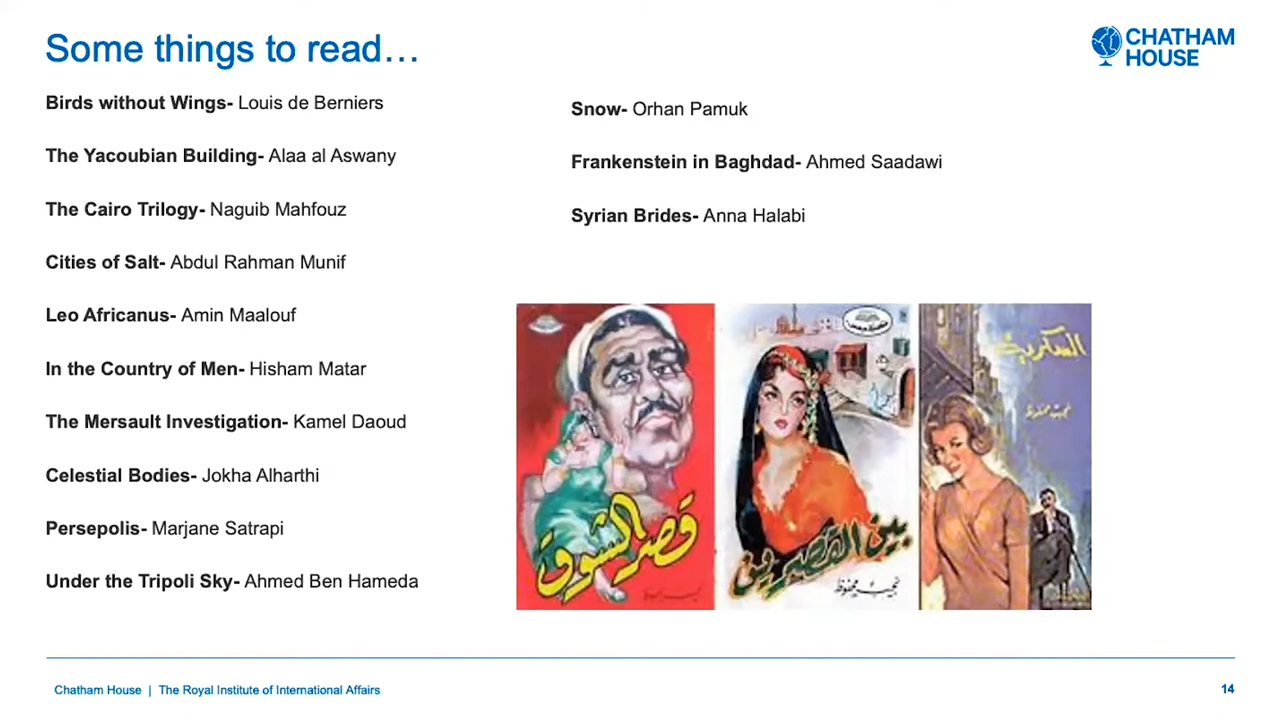 Some things to read…
CHATHAM
HOUSE
Birds without Wings- Louis de Berniers
The Yacoubian Building- Alaa al Aswany
The Cairo Trilogy- Naguib Mahfouz
Cities of Salt- Abdul Rahman Munif
Leo Africanus- Amin Maalouf
In the Country of Men- Hisham Matar
The Mersault Investigation- Kamel Daoud
Celestial Bodies- Jokha Alharthi
Persepolis- Marjane Satrapi
Under the Tripoli Sky- Ahmed Ben Hameda
Snow- Orhan Pamuk
Frankenstein in Baghdad- Ahmed Saadawi
Syrian Brides- Anna Halabi
قصر الشوق
بين القصرين
نجيب محفوظ
السكرية
نجيب محفوظ
Chatham House | The Royal Institute of International Affairs
14